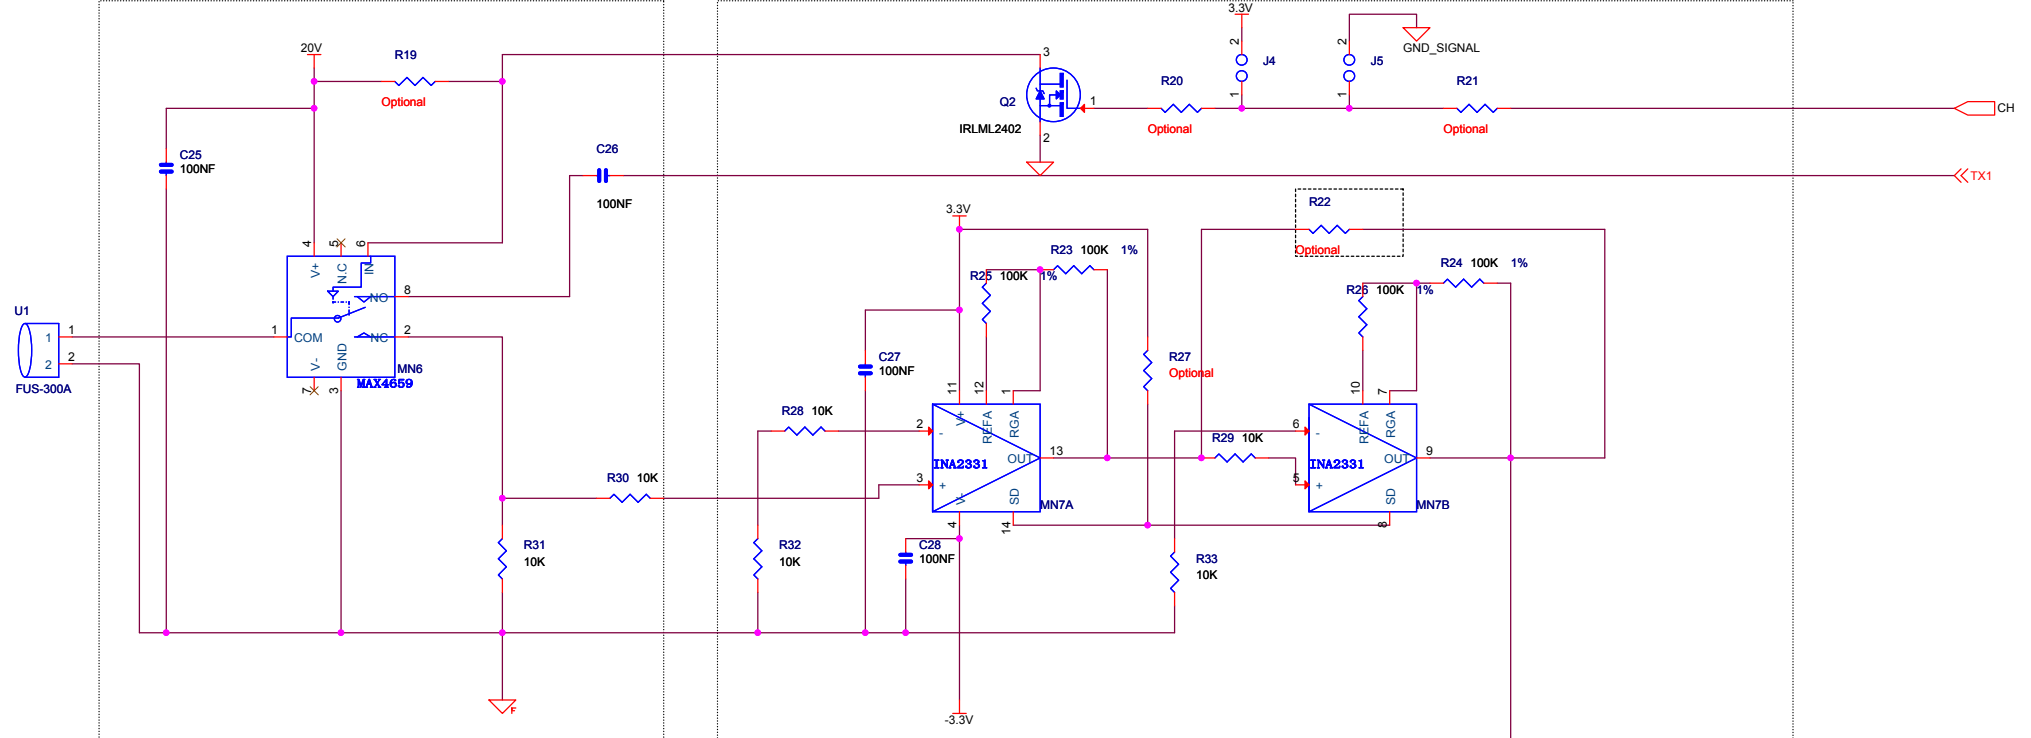 3.3V
20V
R19
Optional
3
2
J4
2
J5
GND_SIGNAL
R20
R21
Q2
1
1
1
CH
IRLML2402
Optional
Optional
2
C25
100NF
C26
100NF
TX1
3.3V
R22
Optional
4
5
6
V+
N.C
IN
R23 100K 1%
R25 100K 1%
R24 100K 1%
R26 100K 1%
NO
8
U1
1
1
2
2
FUS-300A
1
COM
NC
2
V-
GND
MN6
MAX4659
7
3
C27
100NF
R27
Optional
11
12
1
10
7
V+
REFA
RGA
REFA
RGA
R28 10K
2
-
6
-
R29 10K
INA2331
OUT
13
INA2331
OUT
9
R30 10K
3
+
5
+
V-
SD
MN7A
SD
MN7B
4
14
8
R31
10K
R32
10K
C28
100NF
R33
10K
F
-3.3V